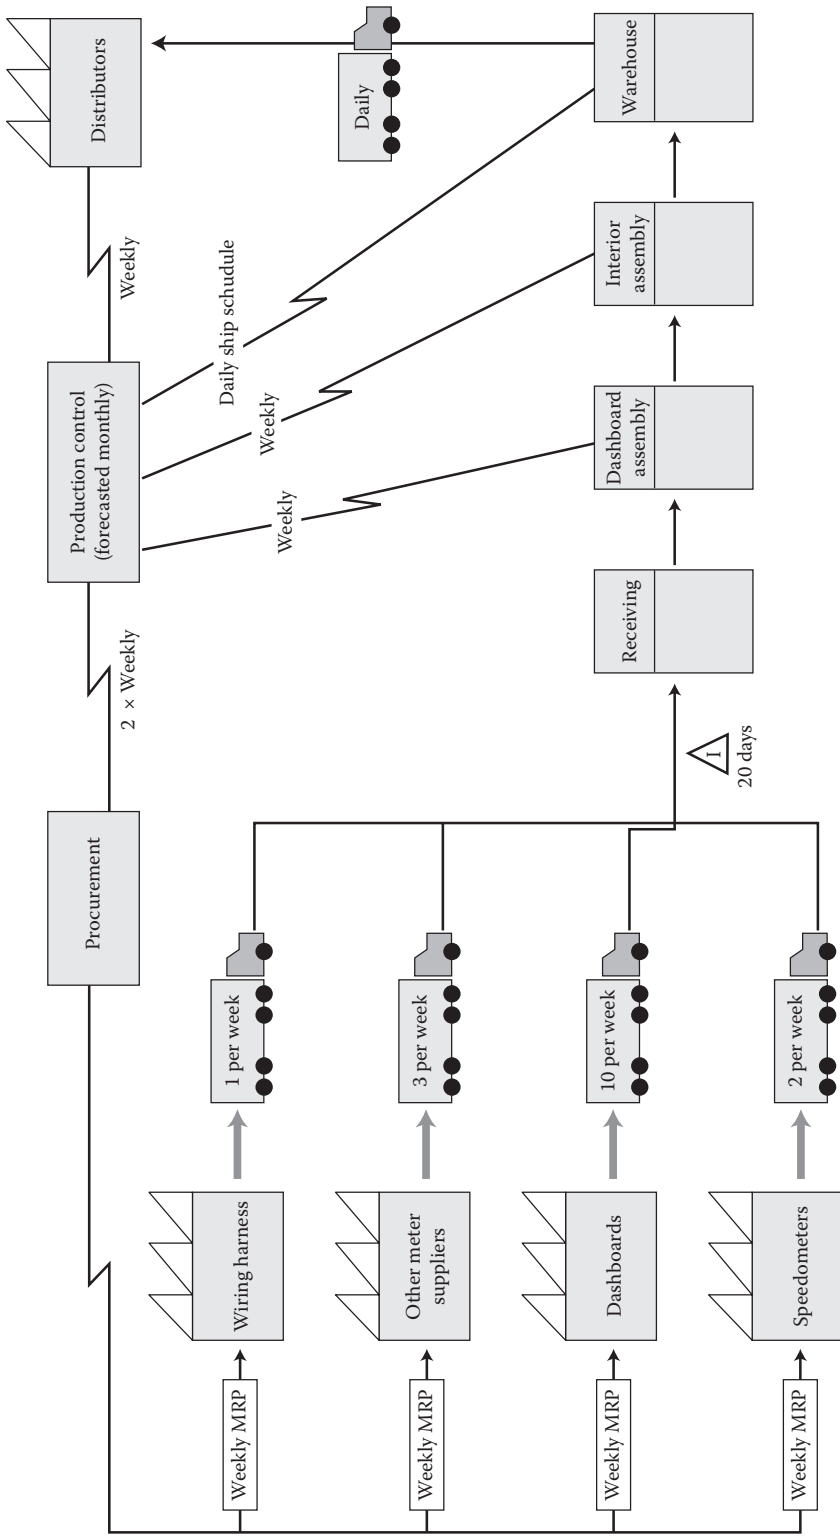 Procurement
2 × Weekly
Production control
(forecasted monthly)
Weekly
Distributors
Weekly MRP
Wiring harness
1 per week
Weekly MRP
Other meter
suppliers
3 per week
Weekly MRP
Dashboards
10 per week
Weekly MRP
Speedometers
2 per week
I
20 days
Weekly
Weekly
Daily ship schudule
Daily
Receiving
Dashboard
assembly
Interior
assembly
Warehouse